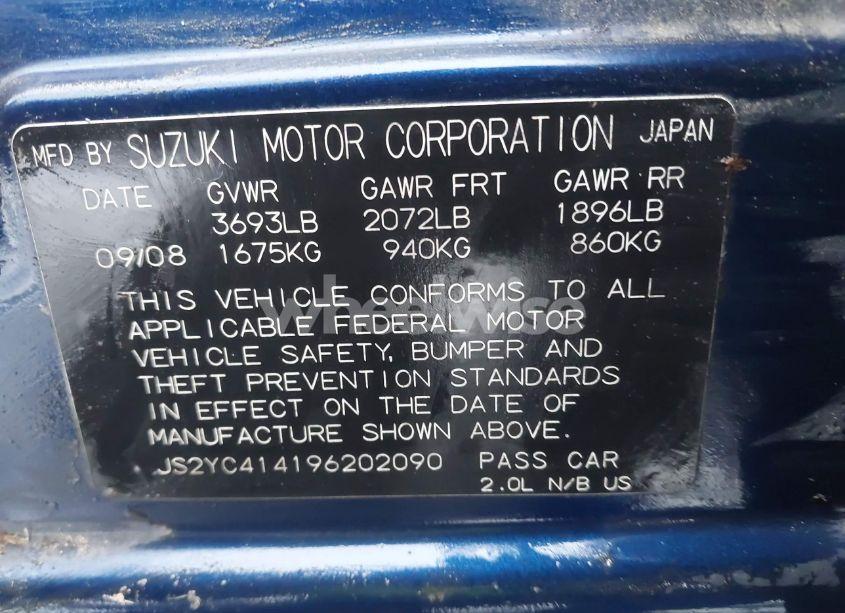 MFD BY SUZUKI MOTOR CORPORATION JAPAN
DATE GVWR GAWR FRT GAWR RR
3693LB 2072LB 1896LB
09/08 1675KG 940KG 860KG
THIS VEHICLE CONFORMS TO ALL
APPLICABLE FEDERAL MOTOR
VEHICLE SAFETY, BUMPER AND
THEFT PREVENTION STANDARDS
IN EFFECT ON THE DATE OF
MANUFACTURE SHOWN ABOVE.
JS2YC414196202090 PASS CAR
2.0L N/B US